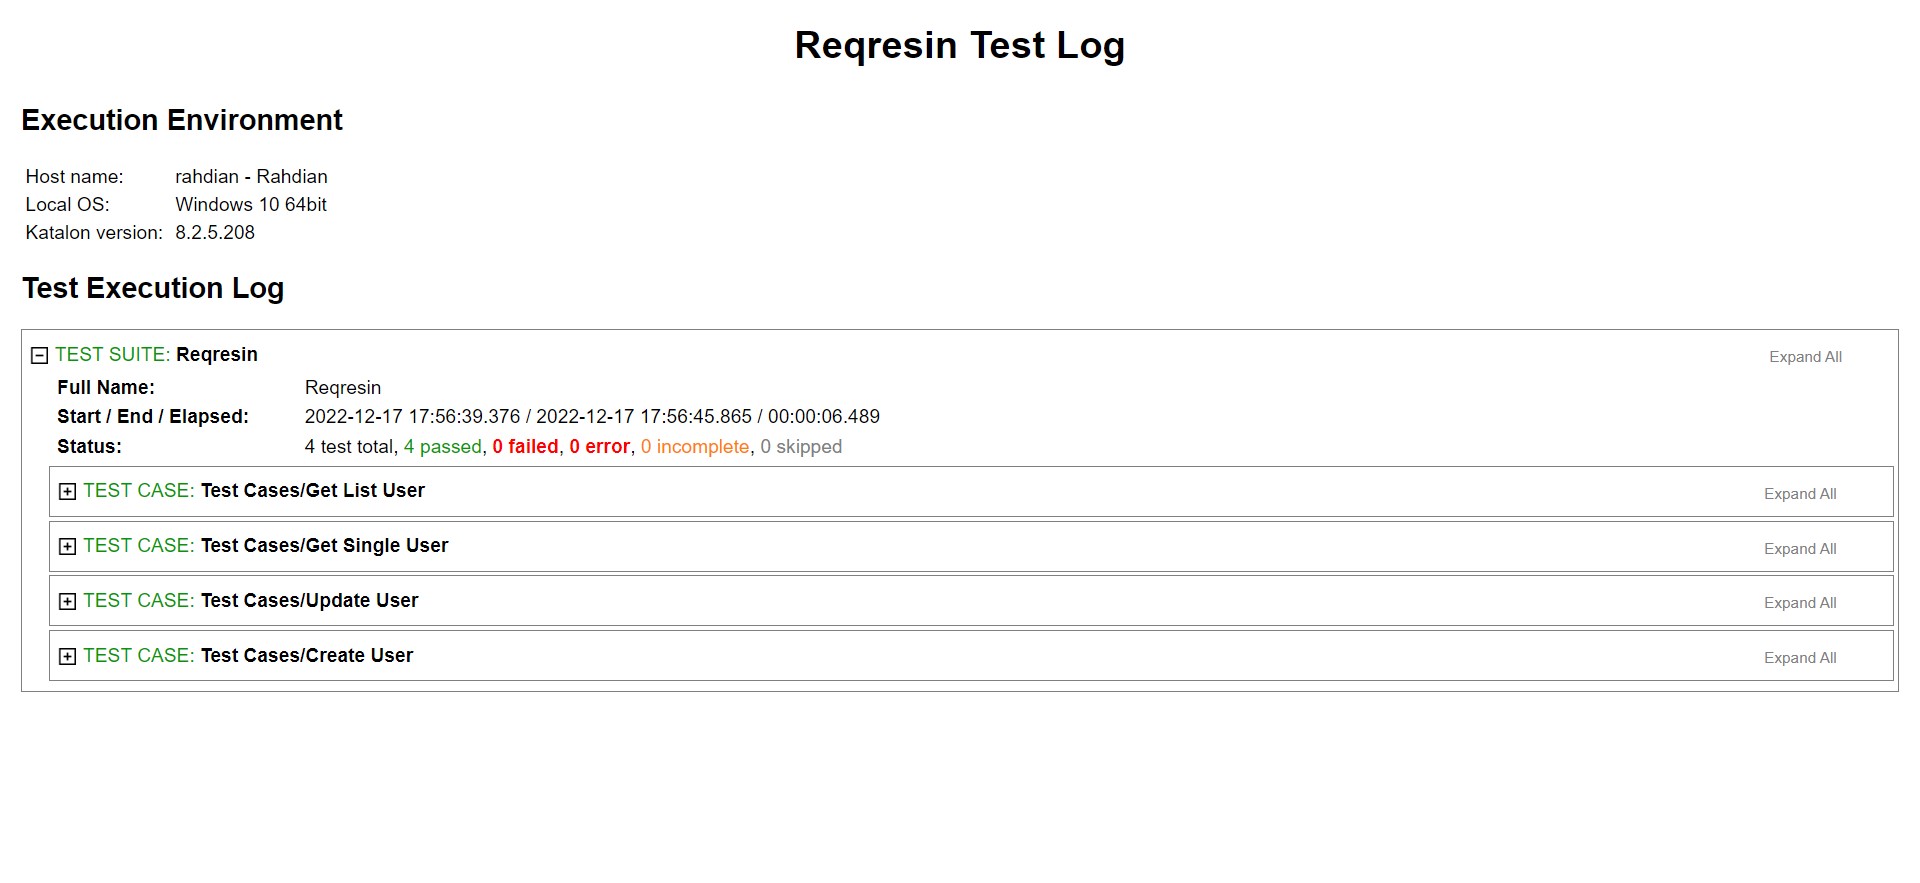 Reqresin Test Log
Execution Environment
Host name: rahdian - Rahdian
Local OS: Windows 10 64bit
Katalon version: 8.2.5.208
Test Execution Log
TEST SUITE: Reqresin Expand All
Full Name: Reqresin
Start / End / Elapsed: 2022-12-17 17:56:39.376 / 2022-12-17 17:56:45.865 / 00:00:06.489
Status: 4 test total, 4 passed, 0 failed, 0 error, 0 incomplete, 0 skipped
TEST CASE: Test Cases/Get List User Expand All
TEST CASE: Test Cases/Get Single User Expand All
TEST CASE: Test Cases/Update User Expand All
TEST CASE: Test Cases/Create User Expand All